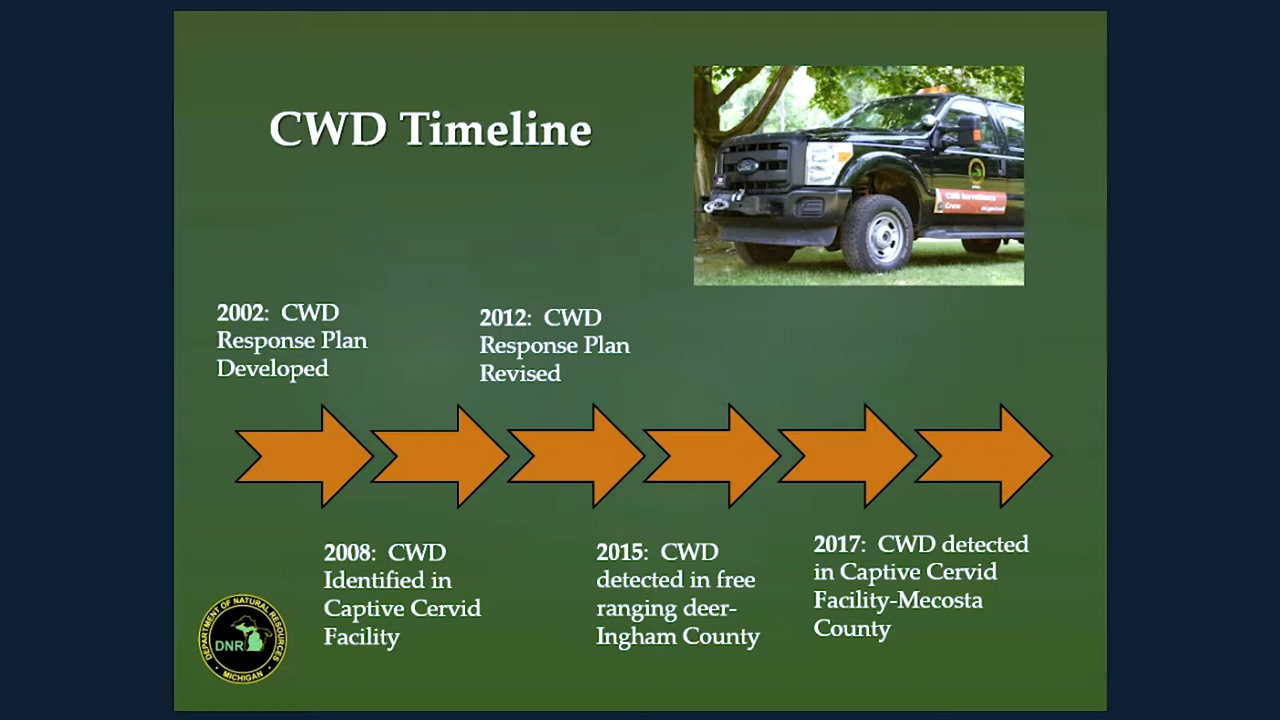 CWD Timeline
CWD Surveillance
Crew
2002:  CWD
Response Plan
Developed
2012:  CWD
Response Plan
Revised
2008:  CWD
Identified in
Captive Cervid
Facility
2015:  CWD
detected in free
ranging deer-
Ingham County
2017:  CWD detected
in Captive Cervid
Facility-Mecosta
County
DEPARTMENT OF NATURAL RESOURCES
DNR
MICHIGAN